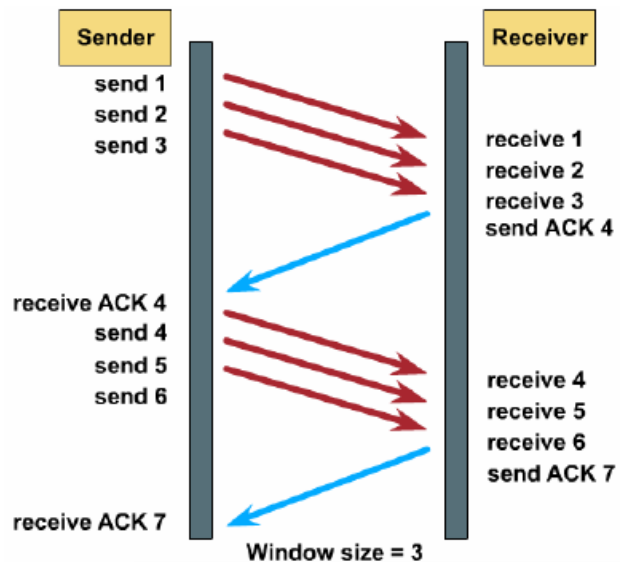 Sender
Receiver
send 1
send 2
send 3
receive 1
receive 2
receive 3
send ACK 4
receive ACK 4
send 4
send 5
send 6
receive 4
receive 5
receive 6
send ACK 7
receive ACK 7
Window size = 3